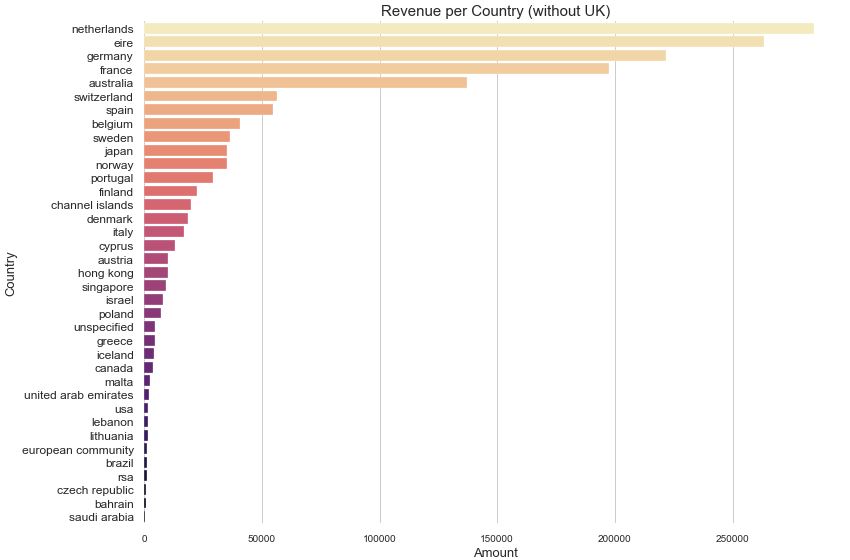 Revenue per Country (without UK)
netherlands
eire
germany
france
australia
switzerland
spain
belgium
sweden
japan
norway
portugal
finland
channel islands
denmark
italy
cyprus
austria
hong kong
singapore
israel
poland
unspecified
greece
iceland
canada
malta
united arab emirates
usa
lebanon
lithuania
european community
brazil
rsa
czech republic
bahrain
saudi arabia
Country
0 50000 100000 150000 200000 250000
Amount